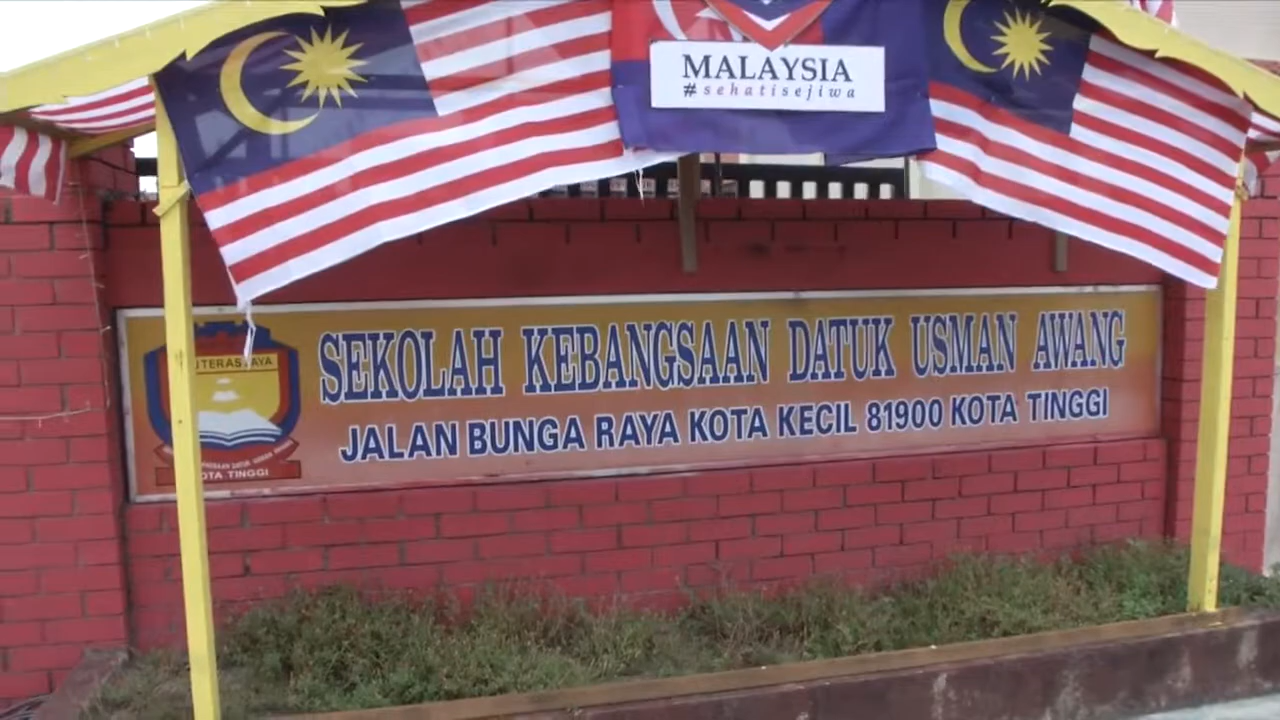 MALAYSIA
#sehatisejiwa
SEKOLAH KEBANGSAAN DATUK USMAN AWANG
JALAN BUNGA RAYA KOTA KECIL 81900 KOTA TINGGI
KOTA TINGGI